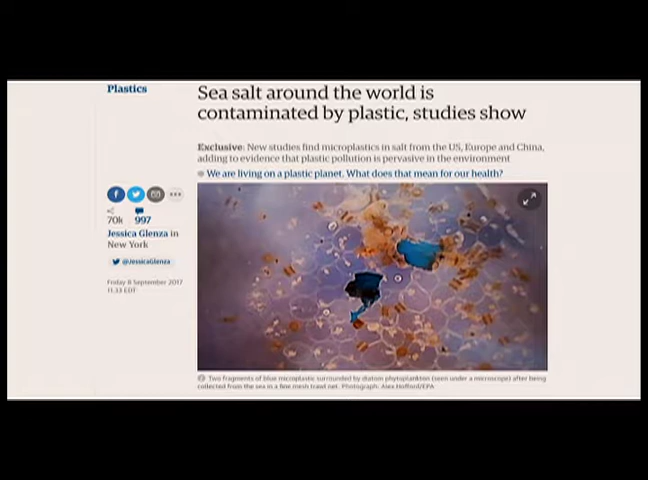 Plastics
Sea salt around the world is
contaminated by plastic, studies show
Exclusive: New studies find microplastics in salt from the US, Europe and China,
adding to evidence that plastic pollution is pervasive in the environment
We are living on a plastic planet. What does that mean for our health?
70k 997
Jessica Glenza in
New York
@JessicaGlenza
Friday 8 September 2017
11.33 EDT
Two fragments of blue microplastic surrounded by diatom phytoplankton (seen under a microscope) after being
collected from the sea in a fine mesh trawl net. Photograph: Alex Hofford/EPA